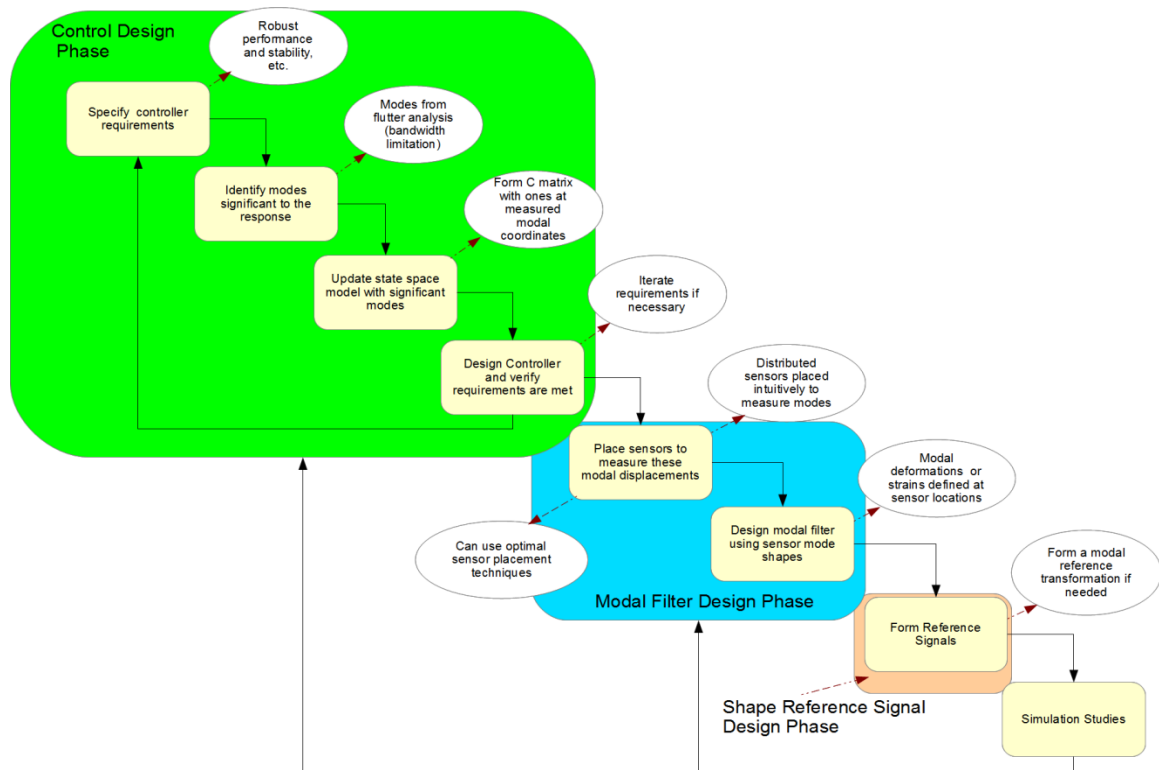 Control Design
Phase
Robust
performance
and stability,
etc.
Specify controller
requirements
Modes from
flutter analysis
(bandwidth
limitation)
Identify modes
significant to the
response
Form C matrix
with ones at
measured
modal
coordinates
Update state space
model with significant
modes
Iterate
requirements if
necessary
Design Controller
and verify
requirements are met
Distributed
sensors placed
intuitively to
measure modes
Place sensors to
measure these
modal displacements
Modal
deformations or
strains defined at
sensor locations
Can use optimal
sensor placement
techniques
Design modal filter
using sensor mode
shapes
Form a modal
reference
transformation if
needed
Modal Filter Design Phase
Form Reference
Signals
Shape Reference Signal
Design Phase
Simulation Studies